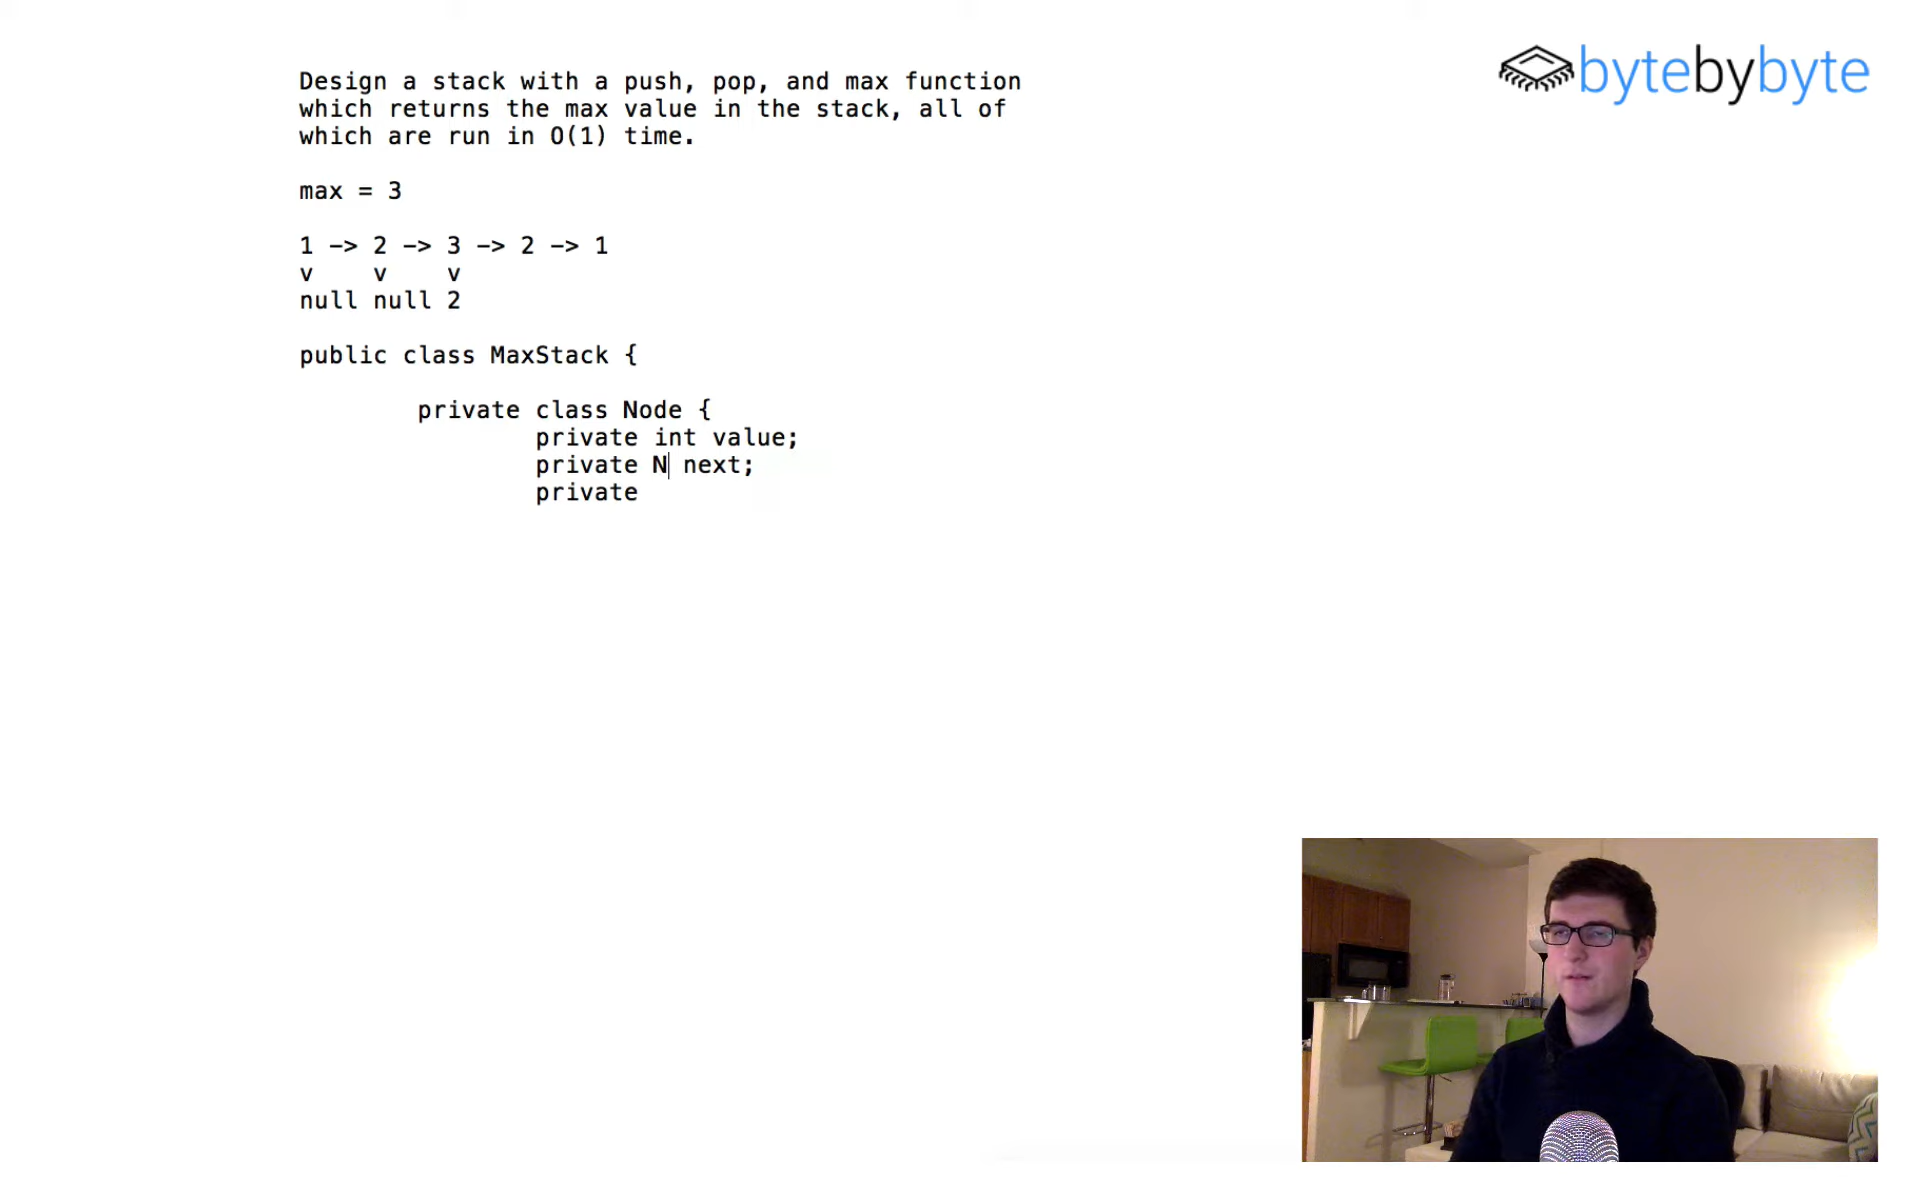 bytebybyte
Design a stack with a push, pop, and max function
which returns the max value in the stack, all of
which are run in O(1) time.
max = 3
1 -> 2 -> 3 -> 2 -> 1
v v v
null null 2
public class MaxStack {
private class Node {
private int value;
private N next;
private